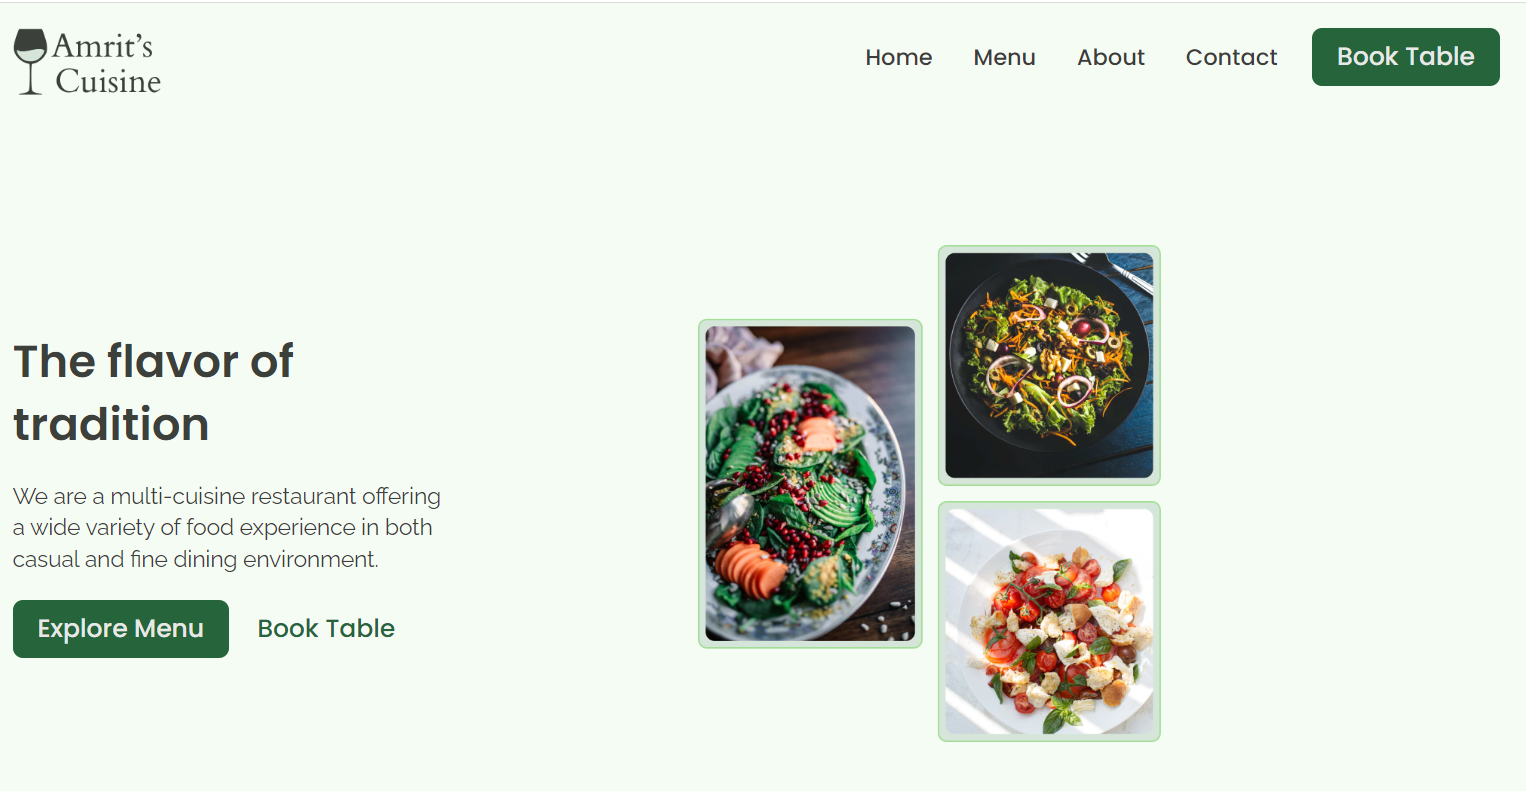 Amrit's
Cuisine
Home Menu About Contact Book Table
The flavor of
tradition
We are a multi-cuisine restaurant offering
a wide variety of food experience in both
casual and fine dining environment.
Explore Menu Book Table